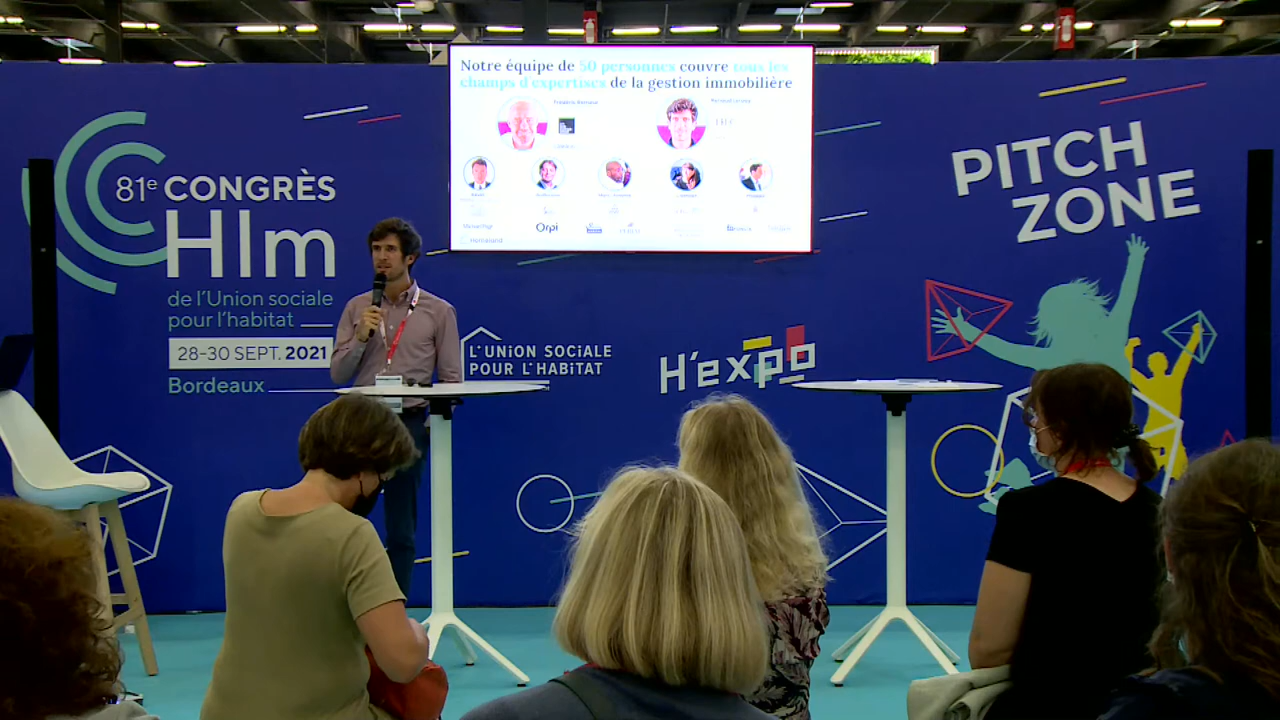 Notre équipe de 50 personnes couvre tous les
champs d'expertises de la gestion immobilière
Orpi
81e CONGRÈS
Hlm
de l'Union sociale
pour l'habitat
28-30 SEPT. 2021
Bordeaux
L'UNION SOCIALE
POUR L'HABITAT
H'expo
PITCH
ZONE